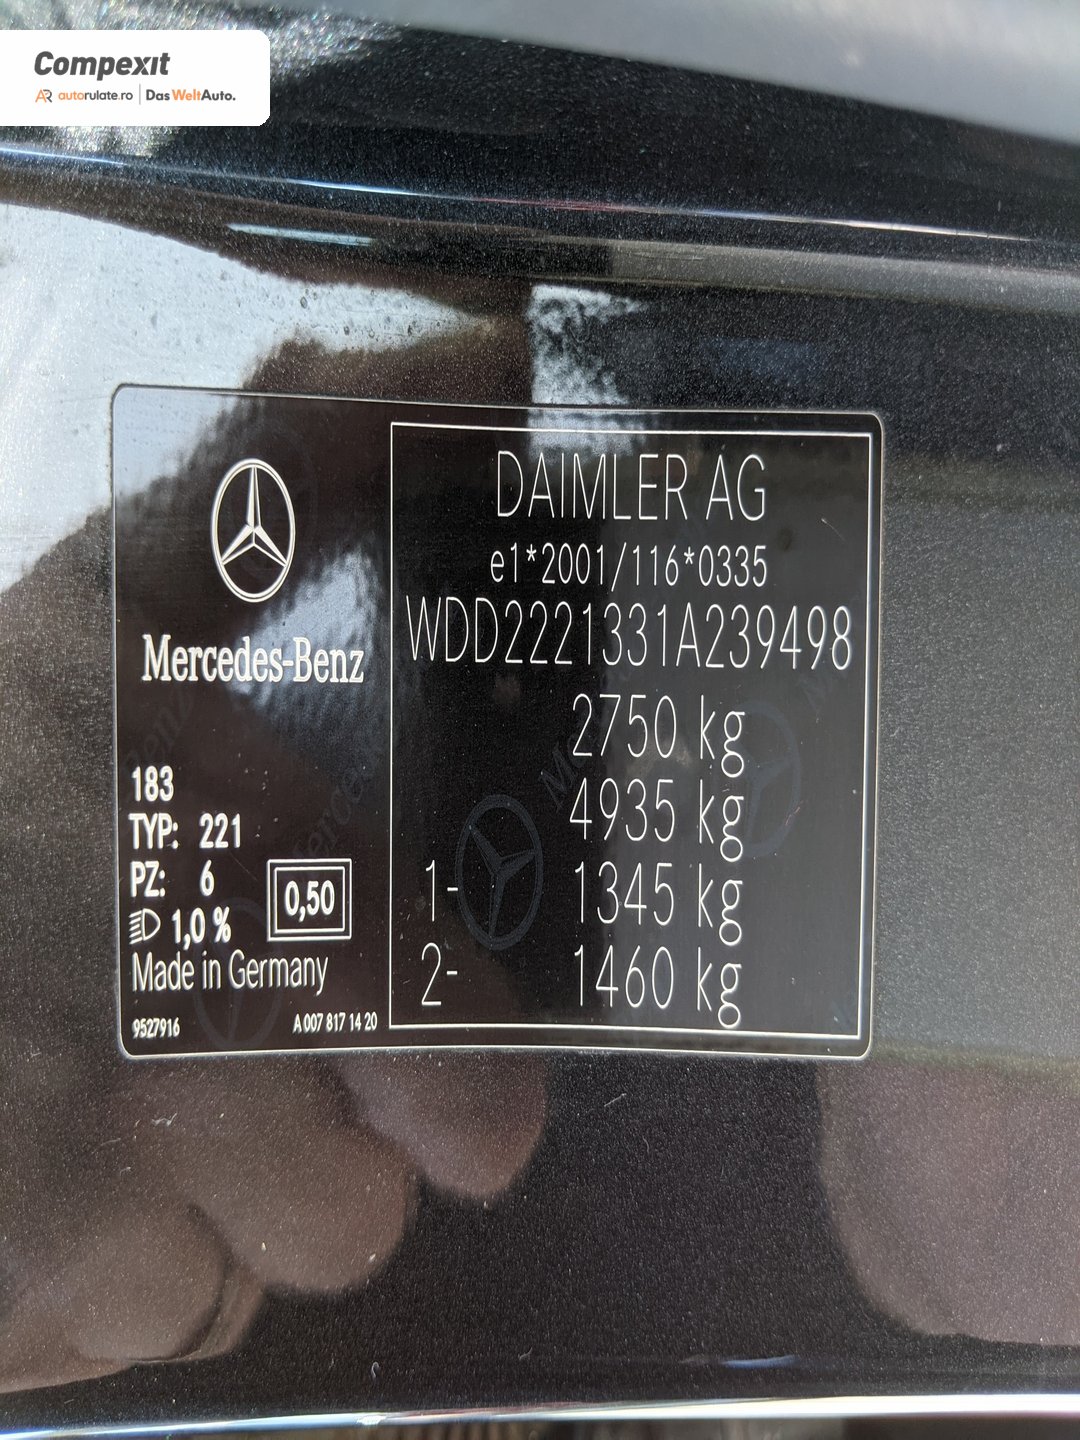 Compexit
autorulate.ro | Das WeltAuto.
Mercedes-Benz
183
TYP: 221
PZ: 6
1,0 %
0,50
Made in Germany
9527916
A 007 817 14 20
DAIMLER AG
e1*2001/116*0335
WDD2221331A239498
2750 kg
4935 kg
1- 1345 kg
2- 1460 kg